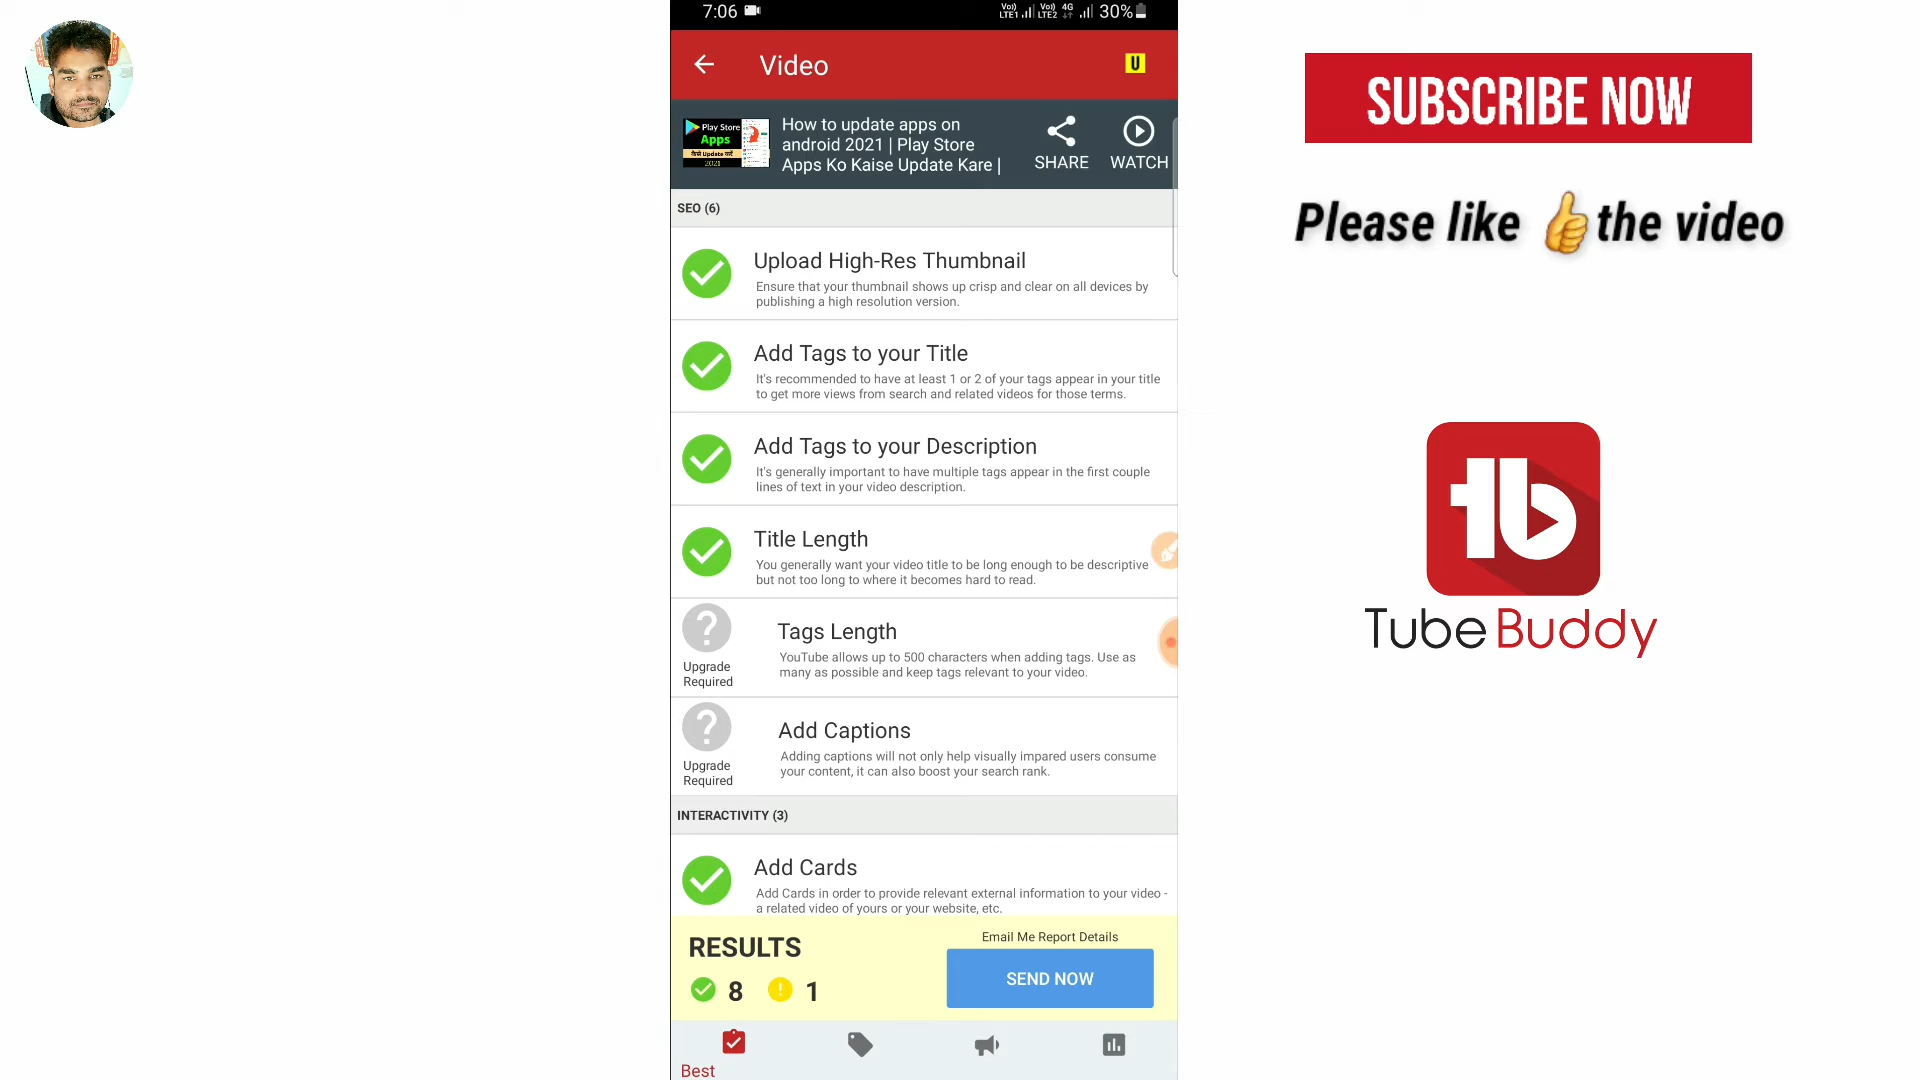 7:06
Vo)) LTE1 Vo)) LTE2 4G 30%
Video
U
Play Store
Apps
कैसे Update करें
2021
How to update apps on
android 2021 | Play Store
Apps Ko Kaise Update Kare |
SHARE
WATCH
SEO (6)
Upload High-Res Thumbnail
Ensure that your thumbnail shows up crisp and clear on all devices by
publishing a high resolution version.
Add Tags to your Title
It's recommended to have at least 1 or 2 of your tags appear in your title
to get more views from search and related videos for those terms.
Add Tags to your Description
It's generally important to have multiple tags appear in the first couple
lines of text in your video description.
Title Length
You generally want your video title to be long enough to be descriptive
but not too long to where it becomes hard to read.
Upgrade
Required
Tags Length
YouTube allows up to 500 characters when adding tags. Use as
many as possible and keep tags relevant to your video.
Upgrade
Required
Add Captions
Adding captions will not only help visually impared users consume
your content, it can also boost your search rank.
INTERACTIVITY (3)
Add Cards
Add Cards in order to provide relevant external information to your video -
a related video of yours or your website, etc.
RESULTS
8 1
Email Me Report Details
SEND NOW
Best
SUBSCRIBE NOW
Please like 👍 the video
tb
TubeBuddy